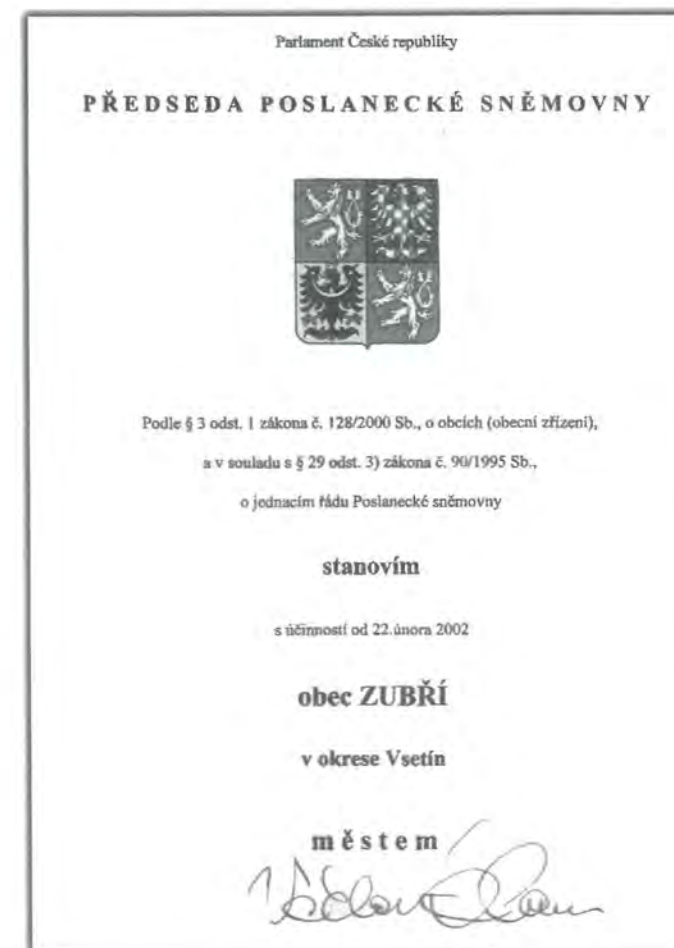 Parlament České republiky
PŘEDSEDA POSLANECKÉ SNĚMOVNY
Podle § 3 odst. 1 zákona č. 128/2000 Sb., o obcích (obecní zřízení),
a v souladu s § 29 odst. 3) zákona č. 90/1995 Sb.,
o jednacím řádu Poslanecké sněmovny
stanovím
s účinností od 22.února 2002
obec ZUBŘÍ
v okrese Vsetín
městem
Václav Klaus